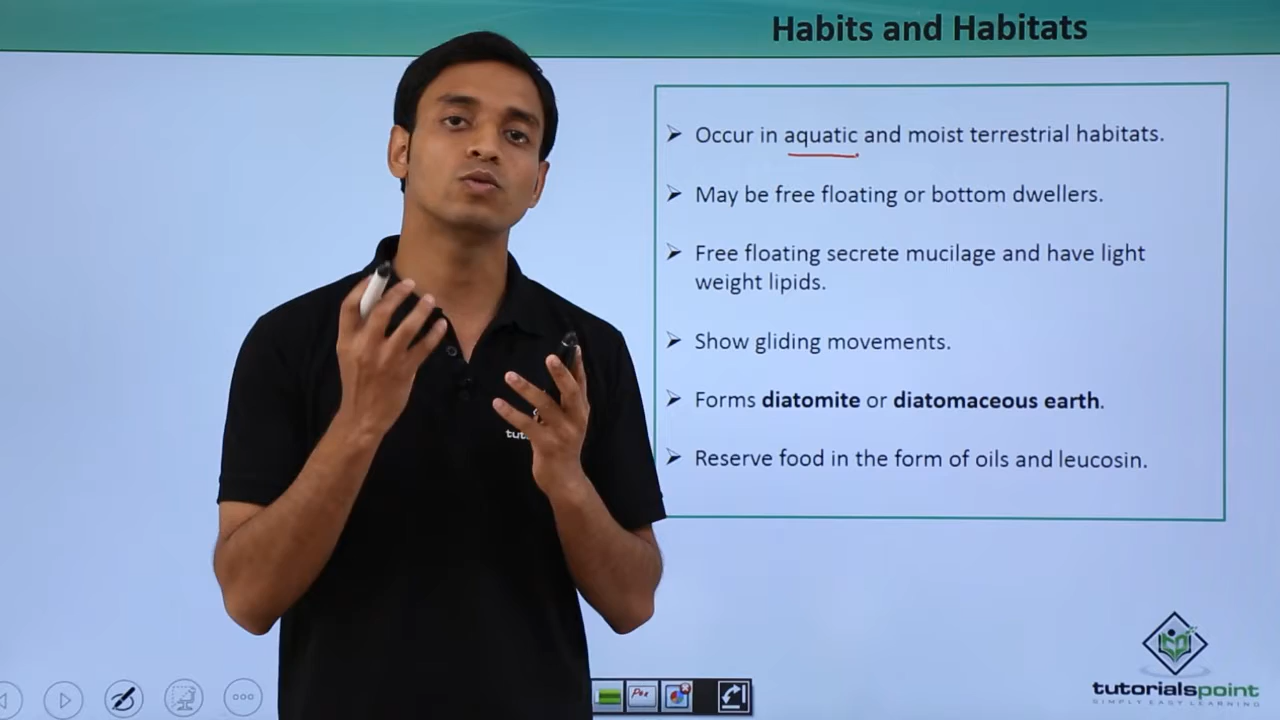 Habits and Habitats
Occur in aquatic and moist terrestrial habitats.
May be free floating or bottom dwellers.
Free floating secrete mucilage and have light
weight lipids.
Show gliding movements.
Forms diatomite or diatomaceous earth.
Reserve food in the form of oils and leucosin.
tuto
Pen
tutorialspoint
SIMPLY EASY LEARNING